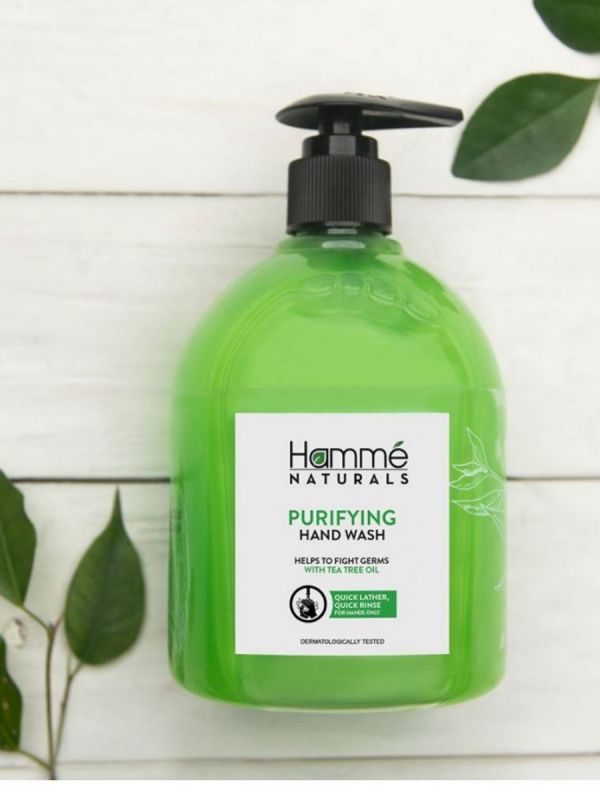 Hammé
NATURALS
PURIFYING
HAND WASH
HELPS TO FIGHT GERMS
WITH TEA TREE OIL
QUICK LATHER,
QUICK RINSE
FOR HANDS ONLY
DERMATOLOGICALLY TESTED